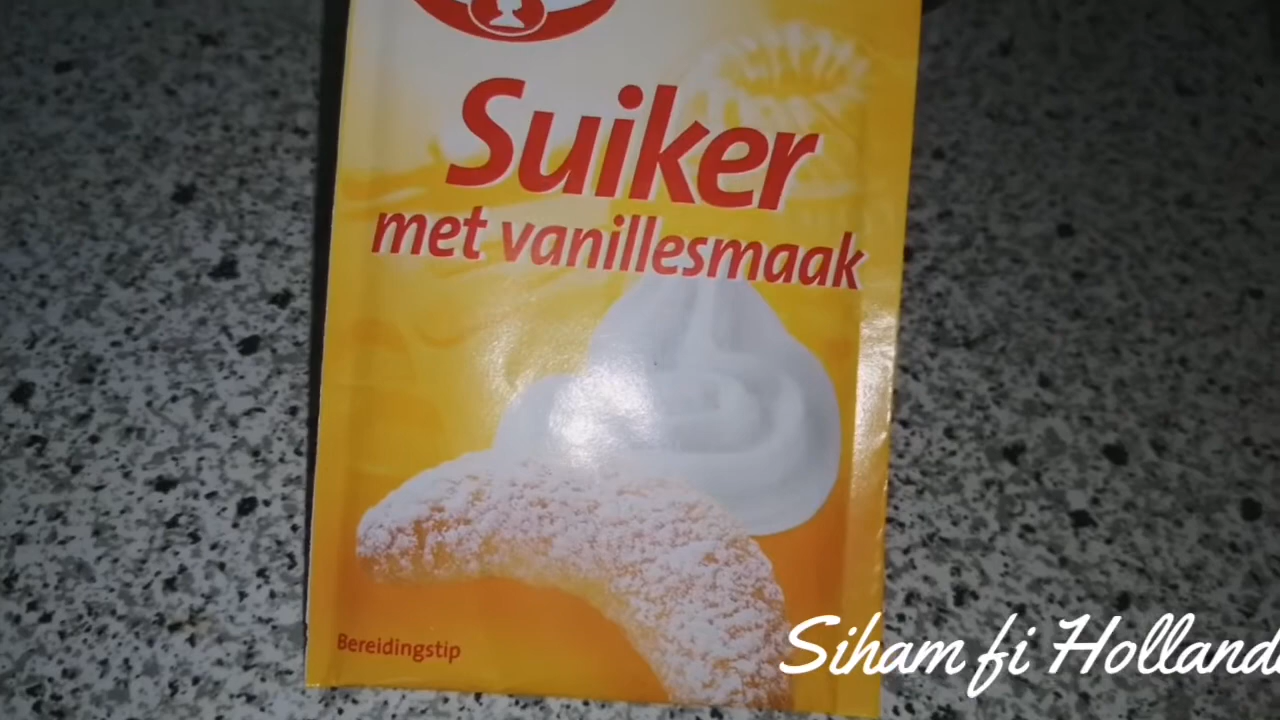 Suiker
met vanillesmaak
Bereidingstip
Siham fi Holland